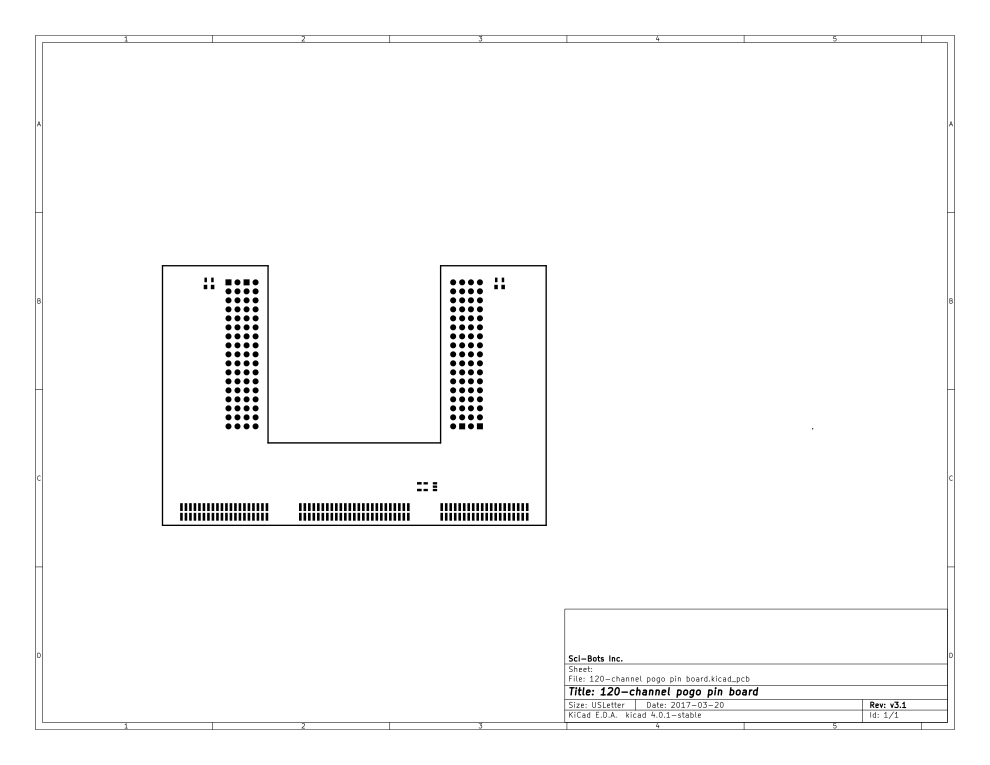 1 2 3 4 5
A A
B B
C C
D D
Sci-Bots Inc.
Sheet:
File: 120-channel pogo pin board.kicad_pcb
Title: 120-channel pogo pin board
Size: USLetter Date: 2017-03-20 Rev: v3.1
KiCad E.D.A. kicad 4.0.1-stable Id: 1/1
1 2 3 4 5